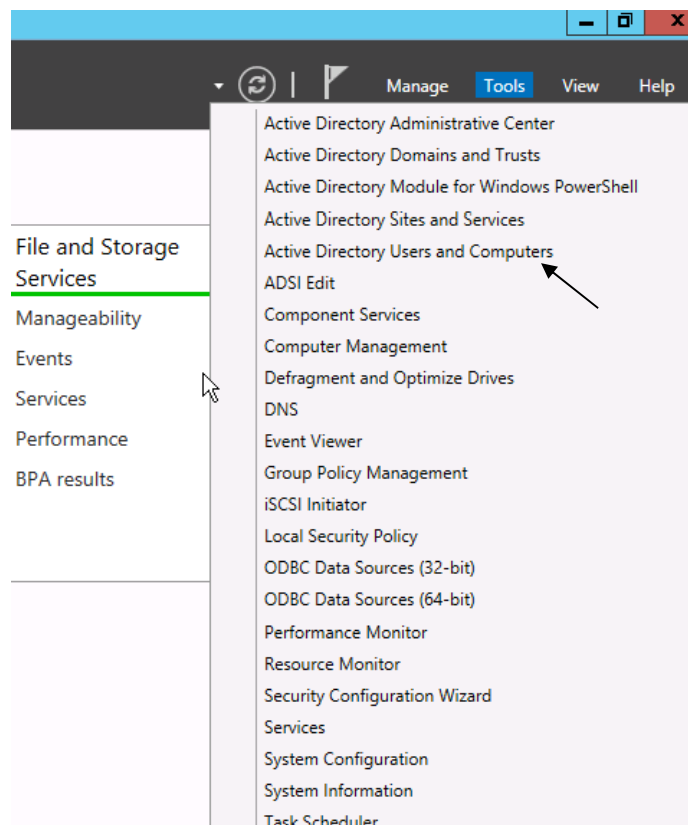 Manage Tools View Help
Active Directory Administrative Center
Active Directory Domains and Trusts
Active Directory Module for Windows PowerShell
Active Directory Sites and Services
Active Directory Users and Computers
ADSI Edit
Component Services
Computer Management
Defragment and Optimize Drives
DNS
Event Viewer
Group Policy Management
iSCSI Initiator
Local Security Policy
ODBC Data Sources (32-bit)
ODBC Data Sources (64-bit)
Performance Monitor
Resource Monitor
Security Configuration Wizard
Services
System Configuration
System Information
Task Scheduler
File and Storage
Services
Manageability
Events
Services
Performance
BPA results